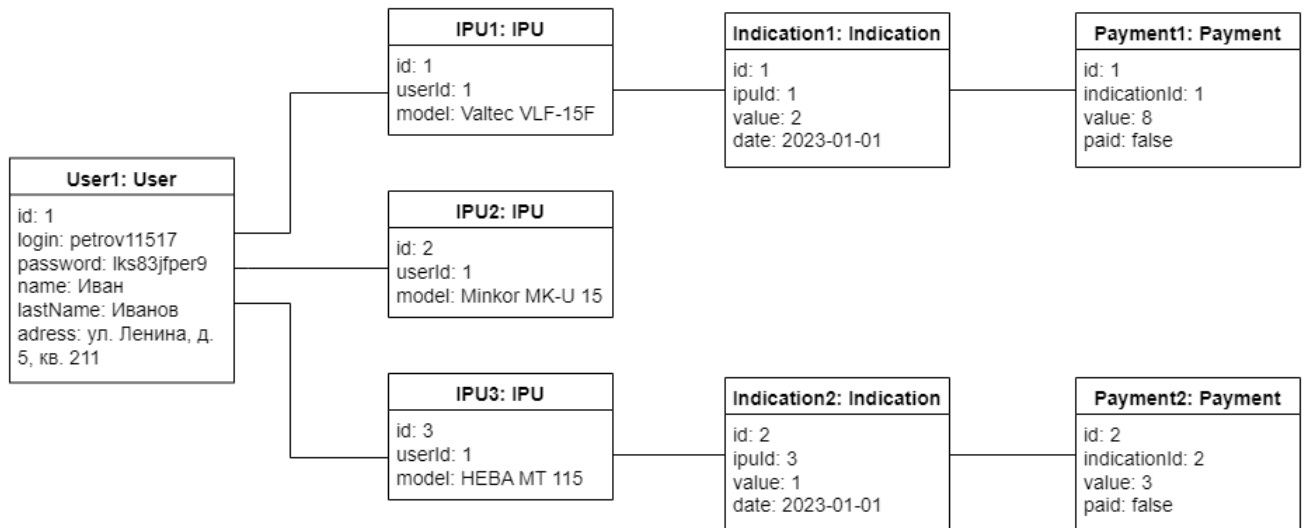 User1: User
id: 1
login: petrov11517
password: lks83jfper9
name: Иван
lastName: Иванов
adress: ул. Ленина, д.
5, кв. 211
IPU1: IPU
id: 1
userId: 1
model: Valtec VLF-15F
Indication1: Indication
id: 1
ipuId: 1
value: 2
date: 2023-01-01
Payment1: Payment
id: 1
indicationId: 1
value: 8
paid: false
IPU2: IPU
id: 2
userId: 1
model: Minkor MK-U 15
IPU3: IPU
id: 3
userId: 1
model: НЕВА МТ 115
Indication2: Indication
id: 2
ipuId: 3
value: 1
date: 2023-01-01
Payment2: Payment
id: 2
indicationId: 2
value: 3
paid: false